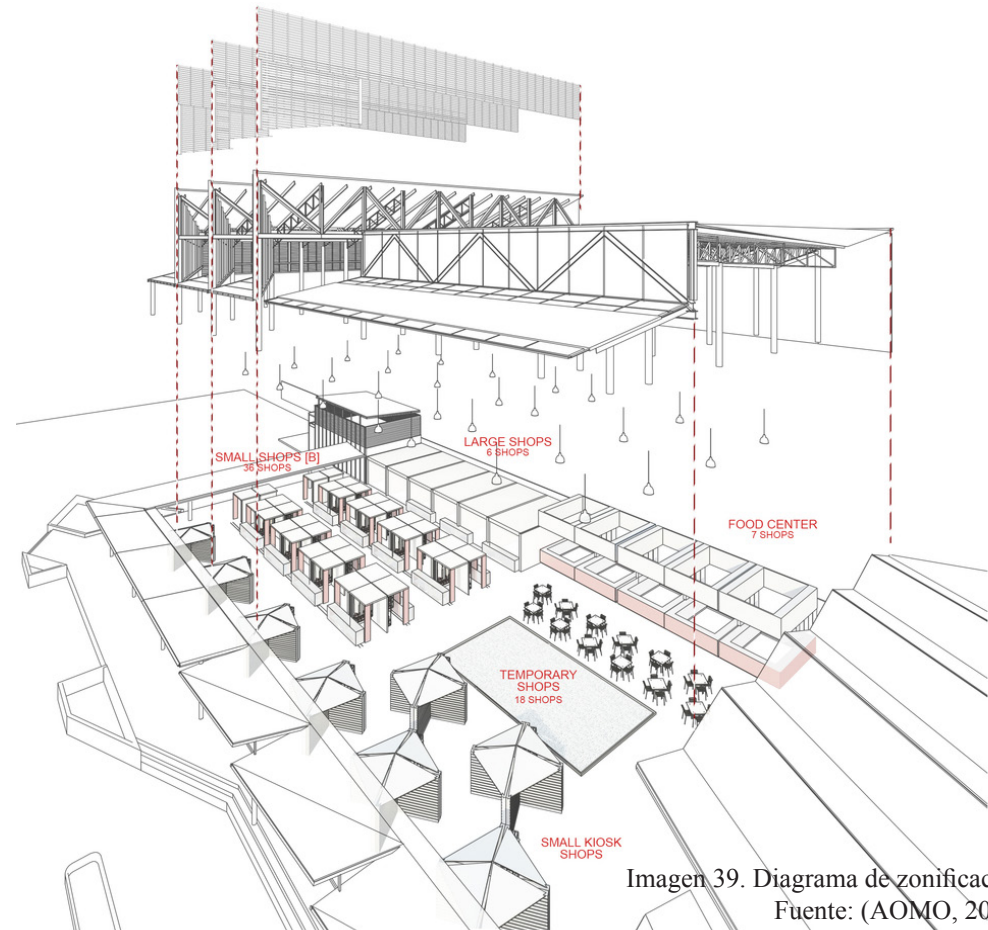 LARGE SHOPS
6 SHOPS
SMALL SHOPS [B]
36 SHOPS
FOOD CENTER
7 SHOPS
TEMPORARY
SHOPS
18 SHOPS
SMALL KIOSK
SHOPS
Imagen 39. Diagrama de zonificac
Fuente: (AOMO, 20